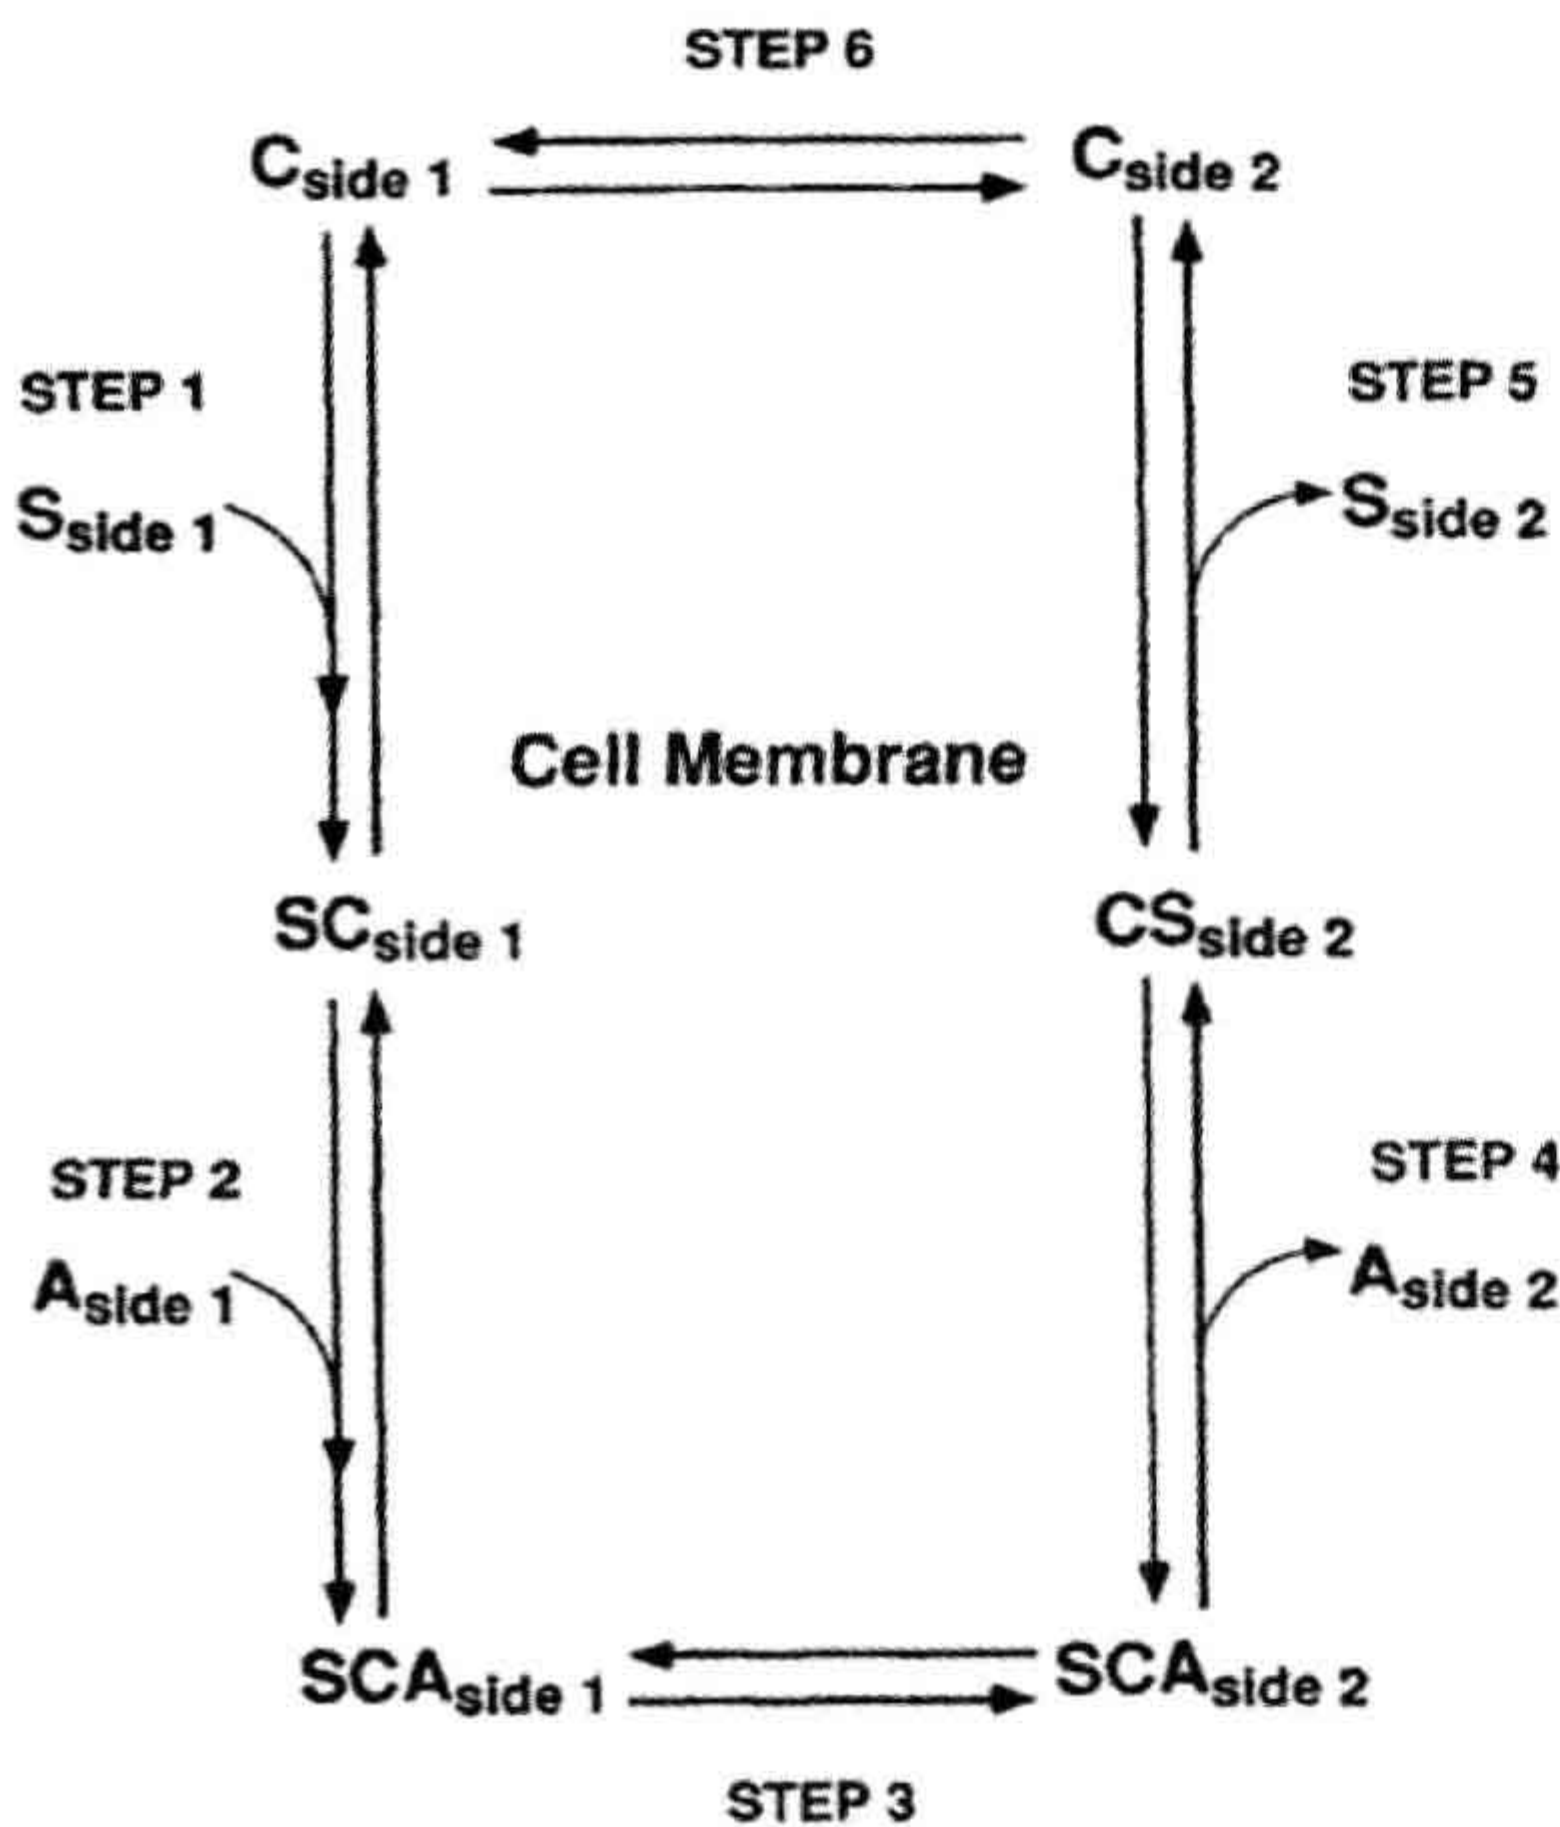 STEP 6
Cside 1
Cside 2
STEP 1
STEP 5
Sside 1
Sside 2
Cell Membrane
SCside 1
CSside 2
STEP 2
STEP 4
Aside 1
Aside 2
SCAside 1
SCAside 2
STEP 3